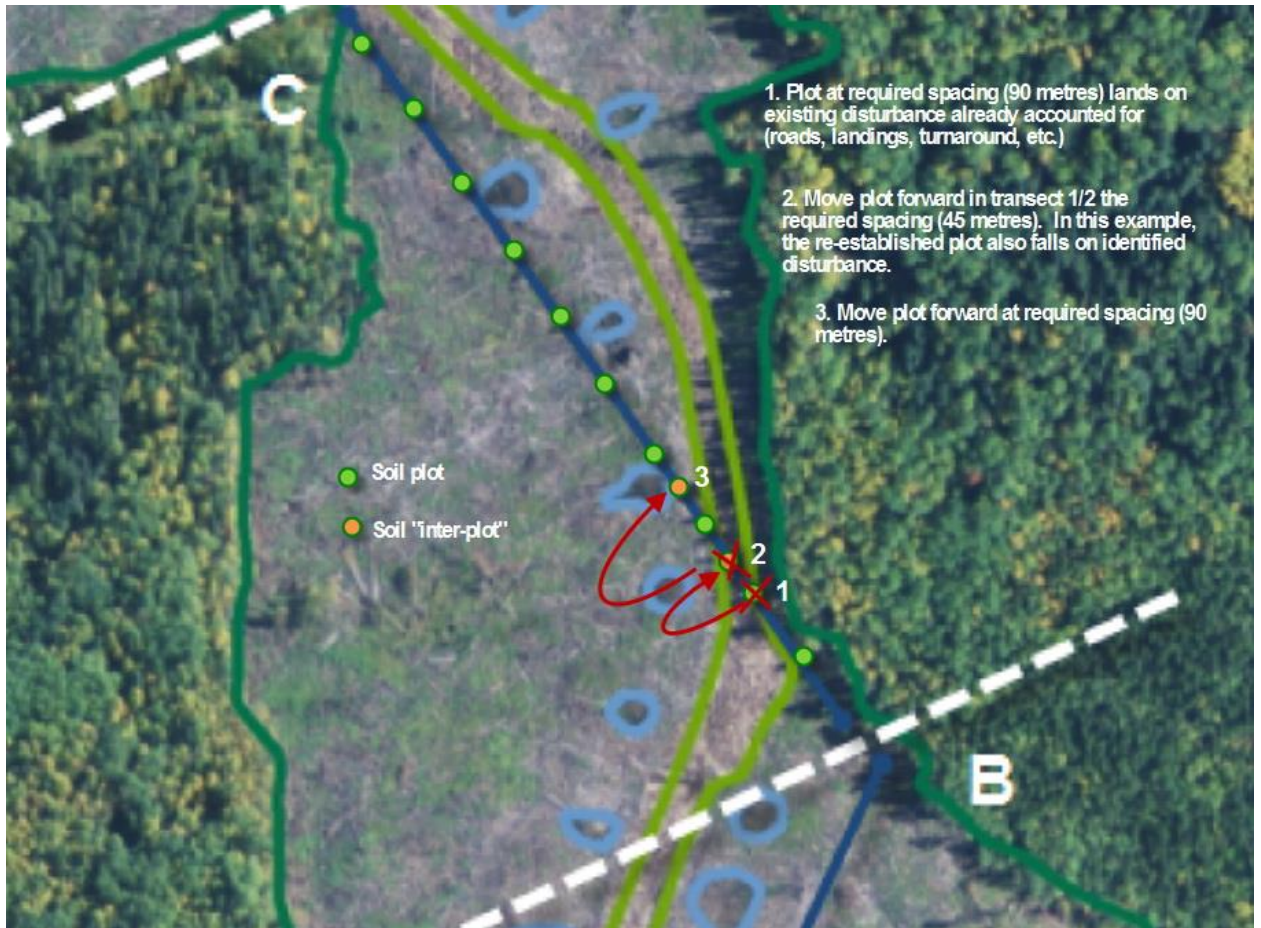 C
1. Plot at required spacing (90 metres) lands on
existing disturbance already accounted for
(roads, landings, turnaround, etc.)
2. Move plot forward in transect 1/2 the
required spacing (45 metres).  In this example,
the re-established plot also falls on identified
disturbance.
3. Move plot forward at required spacing (90
metres).
Soil plot
Soil "inter-plot"
3
2
1
B